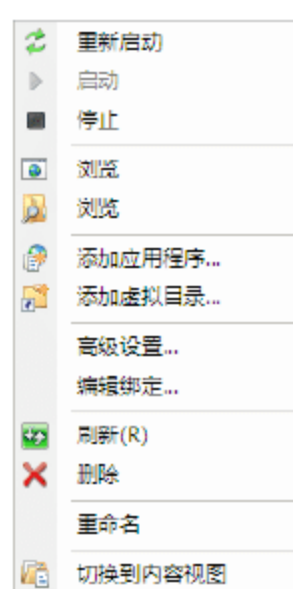 重新启动
启动
停止
浏览
浏览
添加应用程序...
添加虚拟目录...
高级设置...
编辑绑定...
刷新(R)
删除
重命名
切换到内容视图